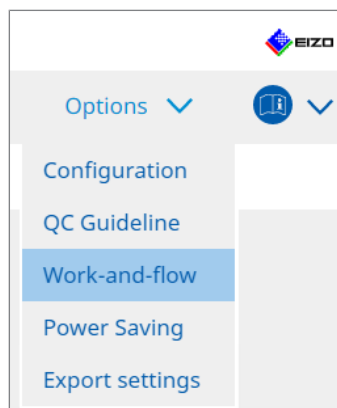 EIZO
Options
Configuration
QC Guideline
Work-and-flow
Power Saving
Export settings